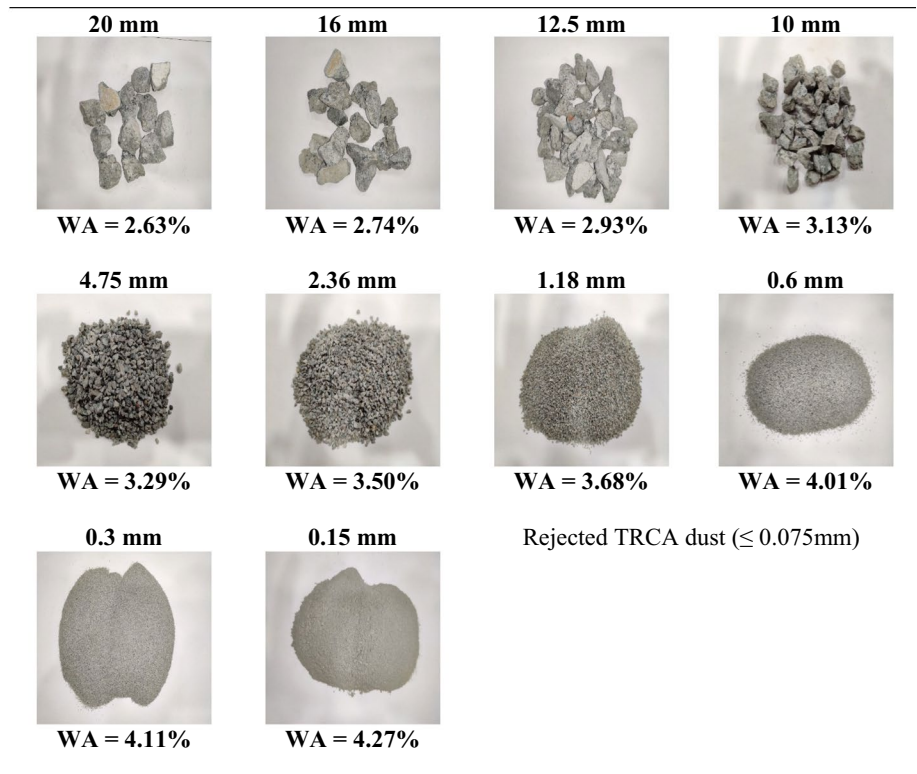 20 mm 16 mm 12.5 mm 10 mm
WA = 2.63% WA = 2.74% WA = 2.93% WA = 3.13%
4.75 mm 2.36 mm 1.18 mm 0.6 mm
WA = 3.29% WA = 3.50% WA = 3.68% WA = 4.01%
0.3 mm 0.15 mm Rejected TRCA dust (≤ 0.075mm)
WA = 4.11% WA = 4.27%